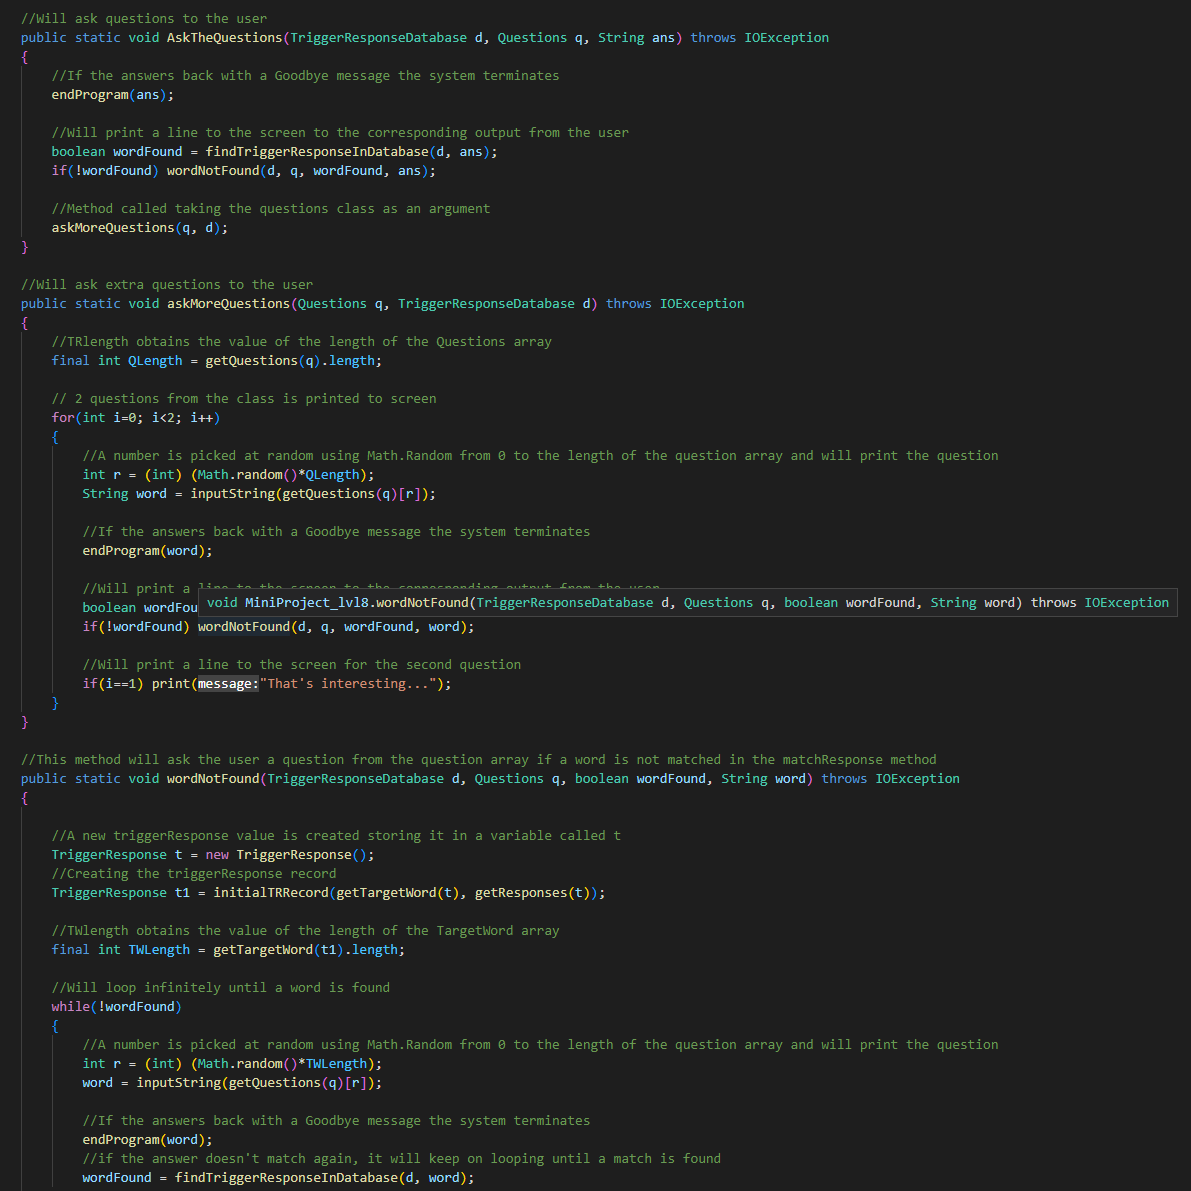 //Will ask questions to the user
public static void AskTheQuestions(TriggerResponseDatabase d, Questions q, String ans) throws IOException
{
//If the answers back with a Goodbye message the system terminates
endProgram(ans);
//Will print a line to the screen to the corresponding output from the user
boolean wordFound = findTriggerResponseInDatabase(d, ans);
if(!wordFound) wordNotFound(d, q, wordFound, ans);
//Method called taking the questions class as an argument
askMoreQuestions(q, d);
}
//Will ask extra questions to the user
public static void askMoreQuestions(Questions q, TriggerResponseDatabase d) throws IOException
{
//TRlength obtains the value of the length of the Questions array
final int QLength = getQuestions(q).length;
// 2 questions from the class is printed to screen
for(int i=0; i<2; i++)
{
//A number is picked at random using Math.Random from 0 to the length of the question array and will print the question
int r = (int) (Math.random()*QLength);
String word = inputString(getQuestions(q)[r]);
//If the answers back with a Goodbye message the system terminates
endProgram(word);
//Will print a line to the screen to the corresponding output from the user
boolean wordFou
void MiniProject_lvl8.wordNotFound(TriggerResponseDatabase d, Questions q, boolean wordFound, String word) throws IOException
if(!wordFound) wordNotFound(d, q, wordFound, word);
//Will print a line to the screen for the second question
if(i==1) print(message:"That's interesting...");
}
}
//This method will ask the user a question from the question array if a word is not matched in the matchResponse method
public static void wordNotFound(TriggerResponseDatabase d, Questions q, boolean wordFound, String word) throws IOException
{
//A new triggerResponse value is created storing it in a variable called t
TriggerResponse t = new TriggerResponse();
//Creating the triggerResponse record
TriggerResponse t1 = initialTRRecord(getTargetWord(t), getResponses(t));
//TWlength obtains the value of the length of the TargetWord array
final int TWLength = getTargetWord(t1).length;
//Will loop infinitely until a word is found
while(!wordFound)
{
//A number is picked at random using Math.Random from 0 to the length of the question array and will print the question
int r = (int) (Math.random()*TWLength);
word = inputString(getQuestions(q)[r]);
//If the answers back with a Goodbye message the system terminates
endProgram(word);
//if the answer doesn't match again, it will keep on looping until a match is found
wordFound = findTriggerResponseInDatabase(d, word);